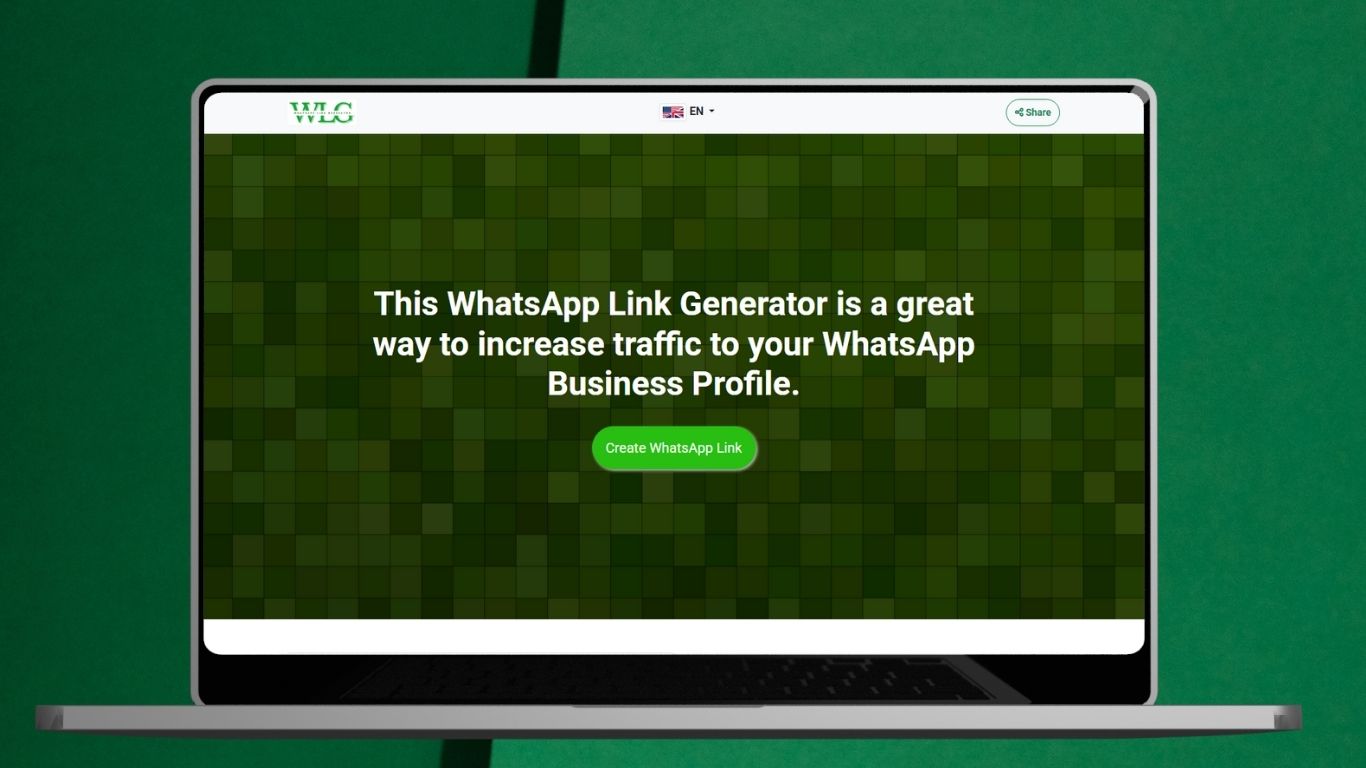 WLG
EN
Share
This WhatsApp Link Generator is a great
way to increase traffic to your WhatsApp
Business Profile.
Create WhatsApp Link